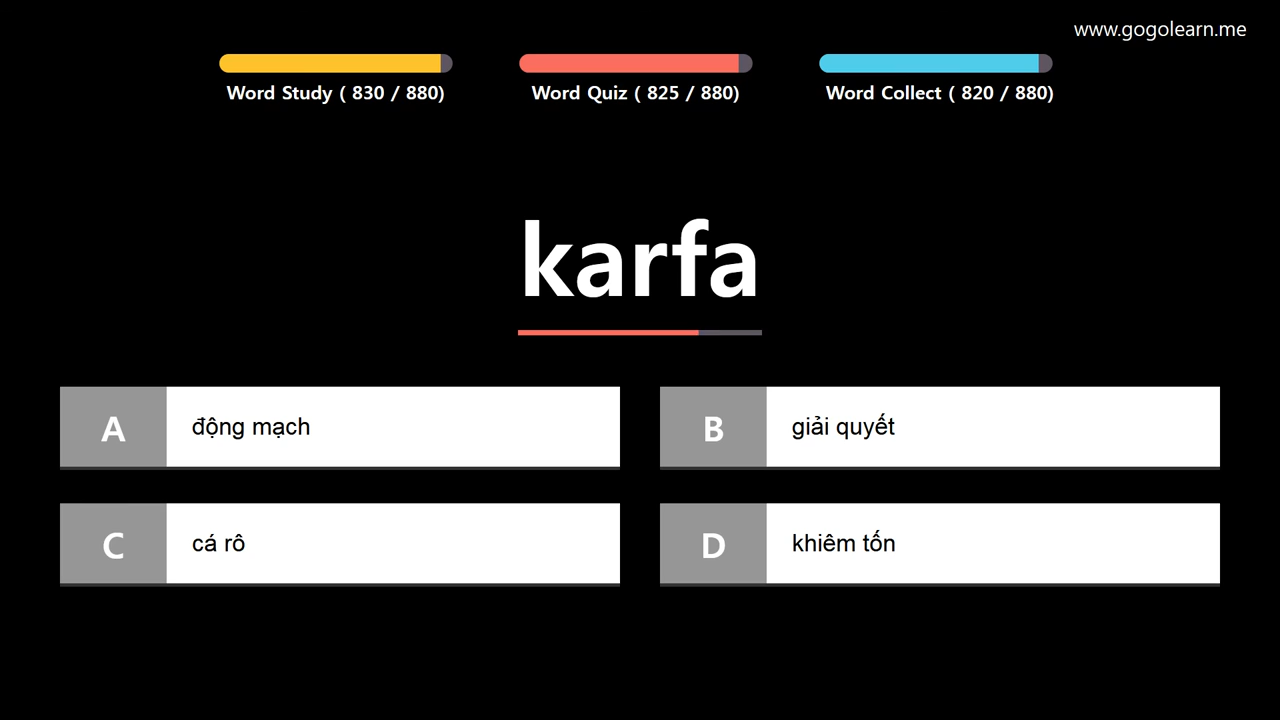 www.gogolearn.me
Word Study ( 830 / 880)
Word Quiz ( 825 / 880)
Word Collect ( 820 / 880)
karfa
A động mạch
B giải quyết
C cá rô
D khiêm tốn